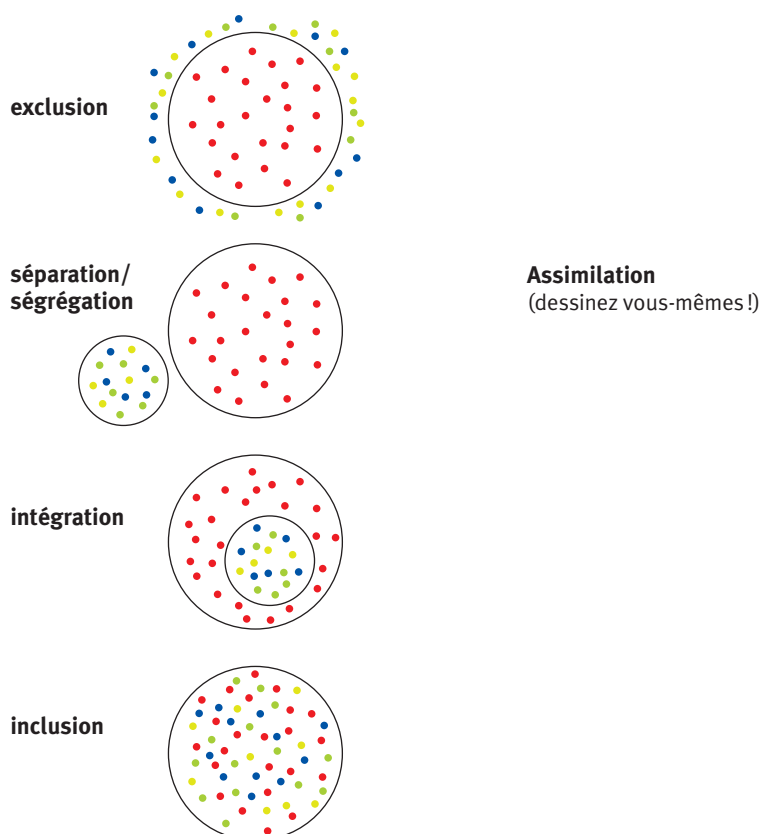 exclusion
séparation/
ségrégation
Assimilation
(dessinez vous-mêmes!)
intégration
inclusion